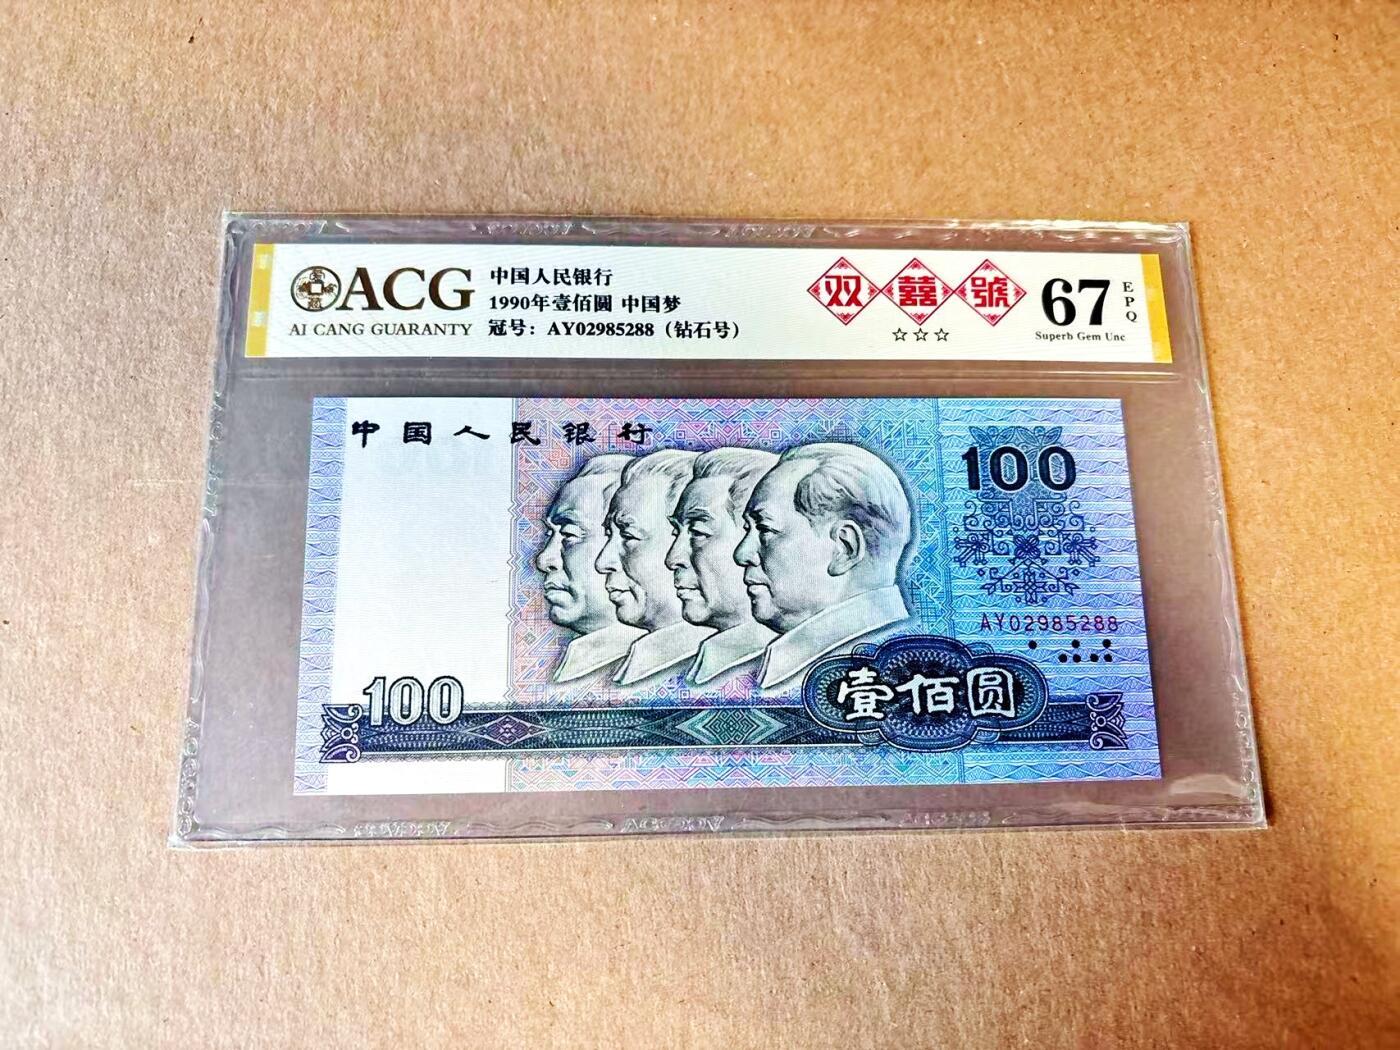 ACG
AI CANG GUARANTY
中国人民银行
1990年壹佰圆 中国梦
冠号：AY02985288（钻石号）
双囍號
☆☆☆
67
EPQ
Superb Gem Unc
中国人民银行
100
AY02985288
100
壹佰圆